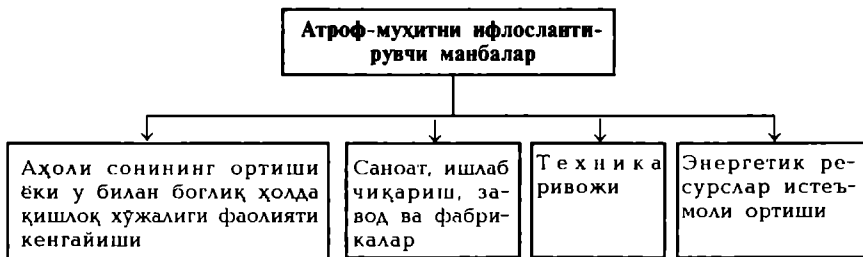 Атроф-муҳитни ифлосланти-
рувчи манбалар
Аҳоли сонининг ортиши
ёки у билан боғлиқ ҳолда
қишлоқ хўжалиги фаолияти
кенгайиши
Саноат, ишлаб
чиқариш, за-
вод ва фабри-
калар
Техника
ривожи
Энергетик ре-
сурслар истеъ-
моли ортиши